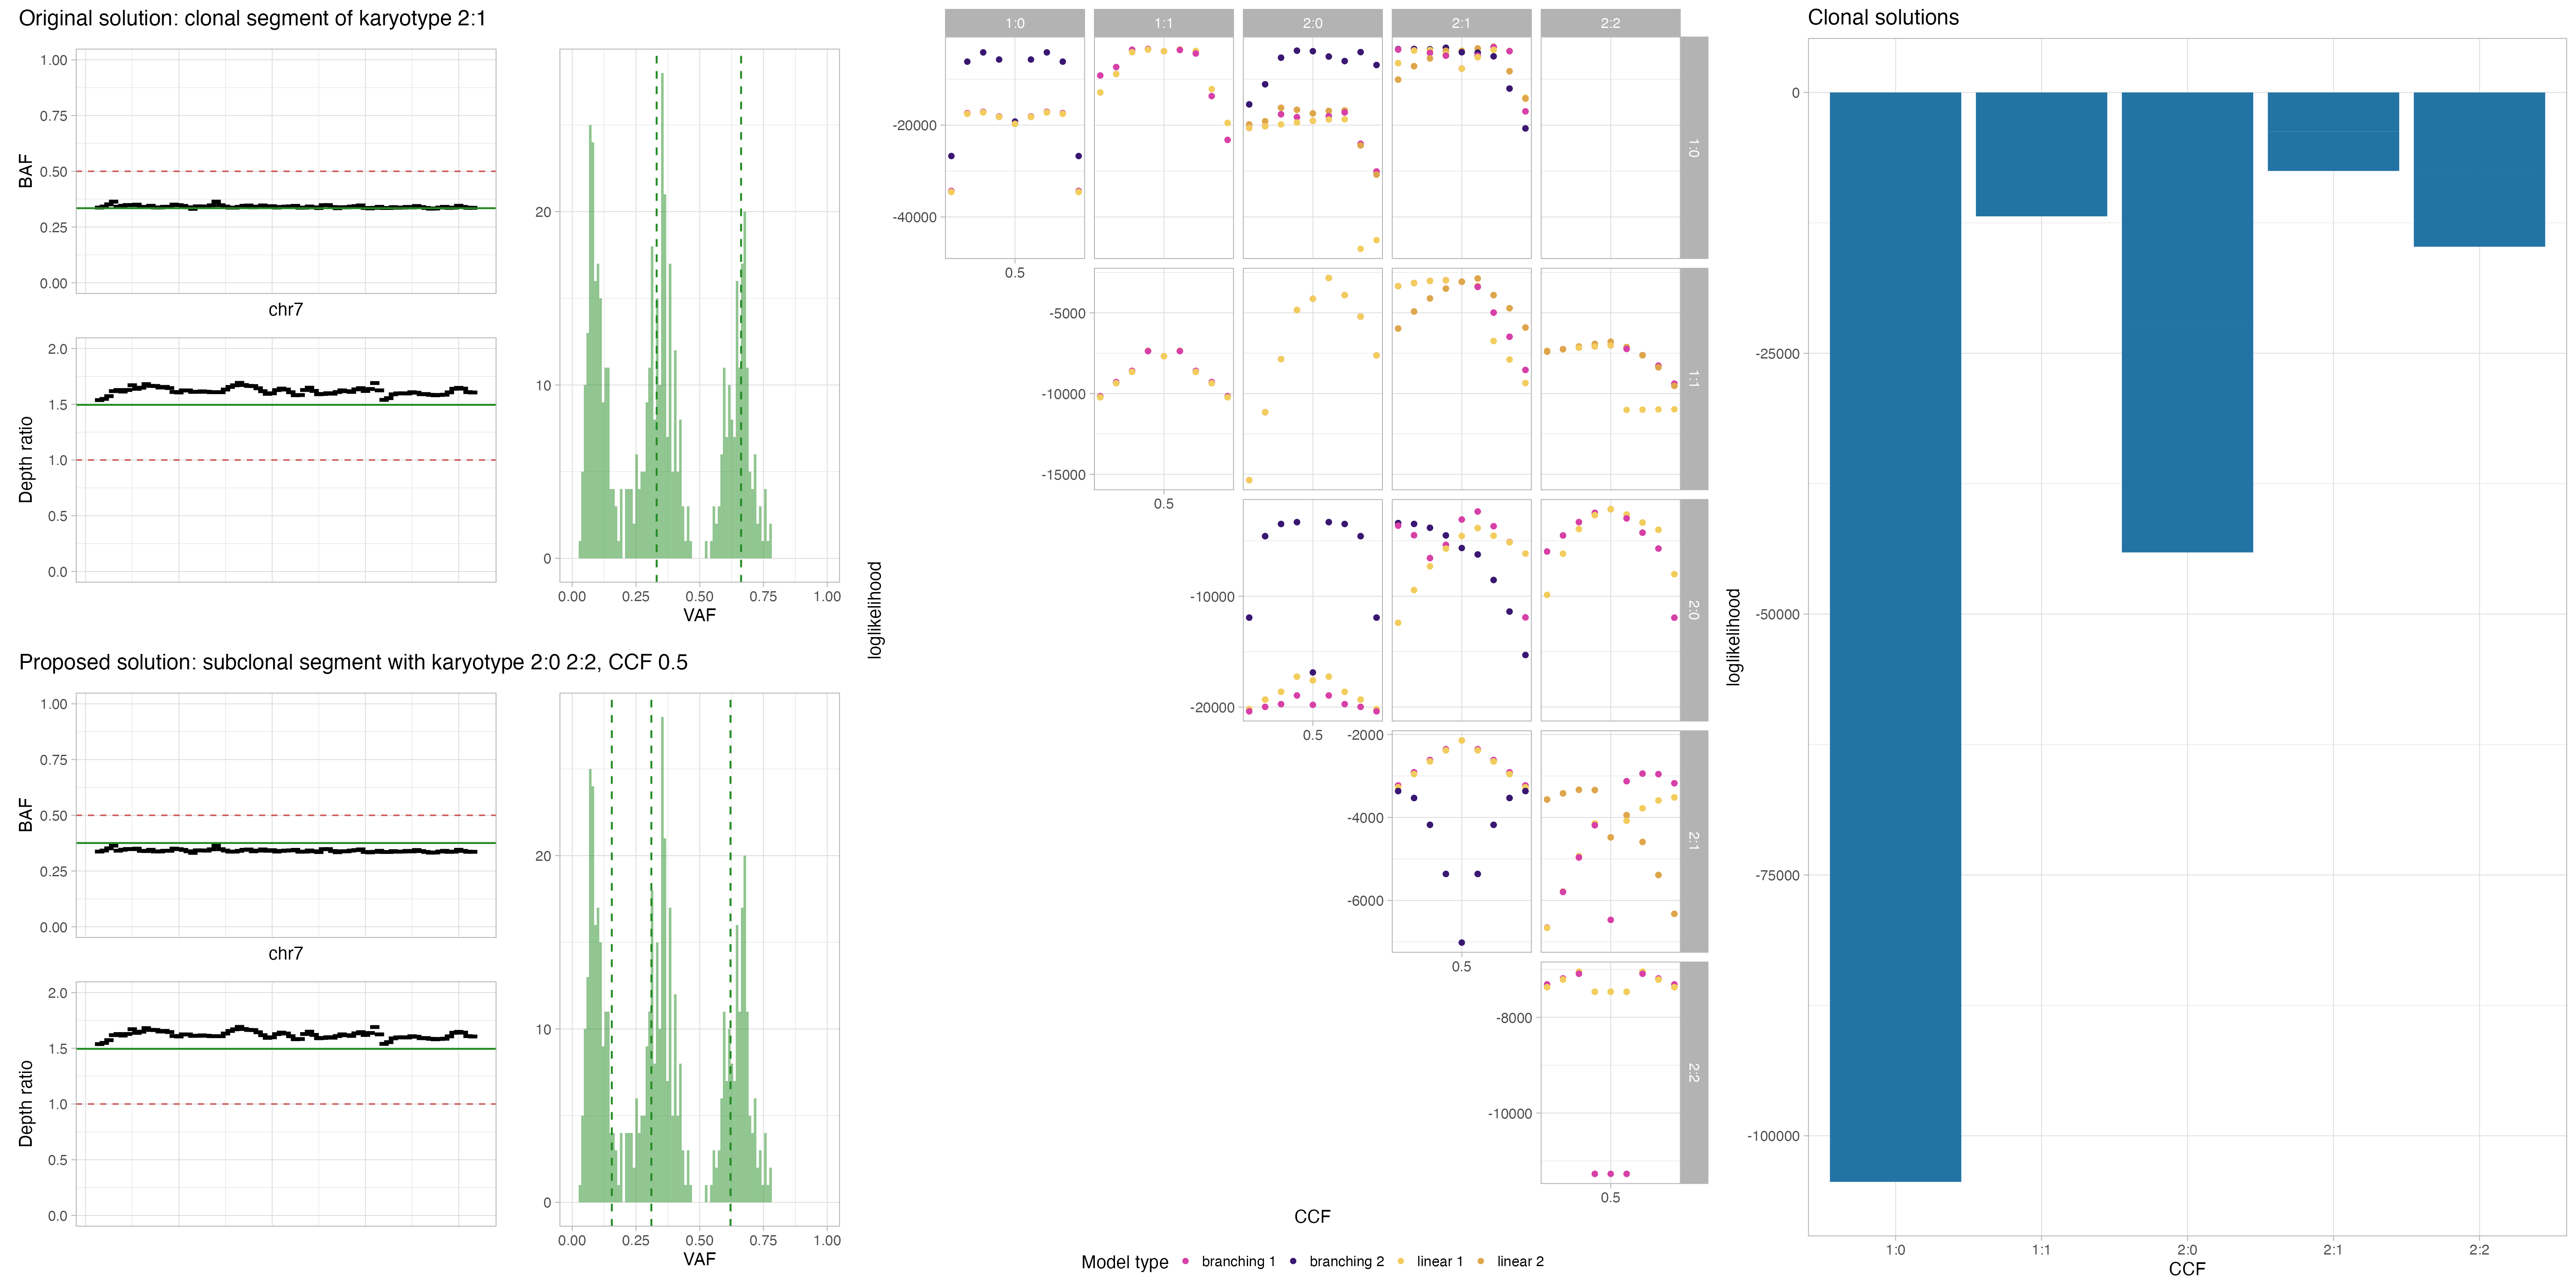 Original solution: clonal segment of karyotype 2:1
1.00
0.75
0.50
0.25
0.00
BAF
chr7
2.0
1.5
1.0
0.5
0.0
Depth ratio
20
10
0
0.00 0.25 0.50 0.75 1.00
VAF
Proposed solution: subclonal segment with karyotype 2:0 2:2, CCF 0.5
1.00
0.75
0.50
0.25
0.00
BAF
chr7
2.0
1.5
1.0
0.5
0.0
Depth ratio
20
10
0
0.00 0.25 0.50 0.75 1.00
VAF
loglikelihood
1:0 1:1 2:0 2:1 2:2
-20000
-40000
1:0
0.5
-5000
-10000
-15000
1:1
0.5
-10000
-20000
2:0
0.5
-2000
-4000
-6000
2:1
0.5
-8000
-10000
2:2
0.5
CCF
Model type branching 1 branching 2 linear 1 linear 2
Clonal solutions
loglikelihood
0
-25000
-50000
-75000
-100000
1:0 1:1 2:0 2:1 2:2
CCF